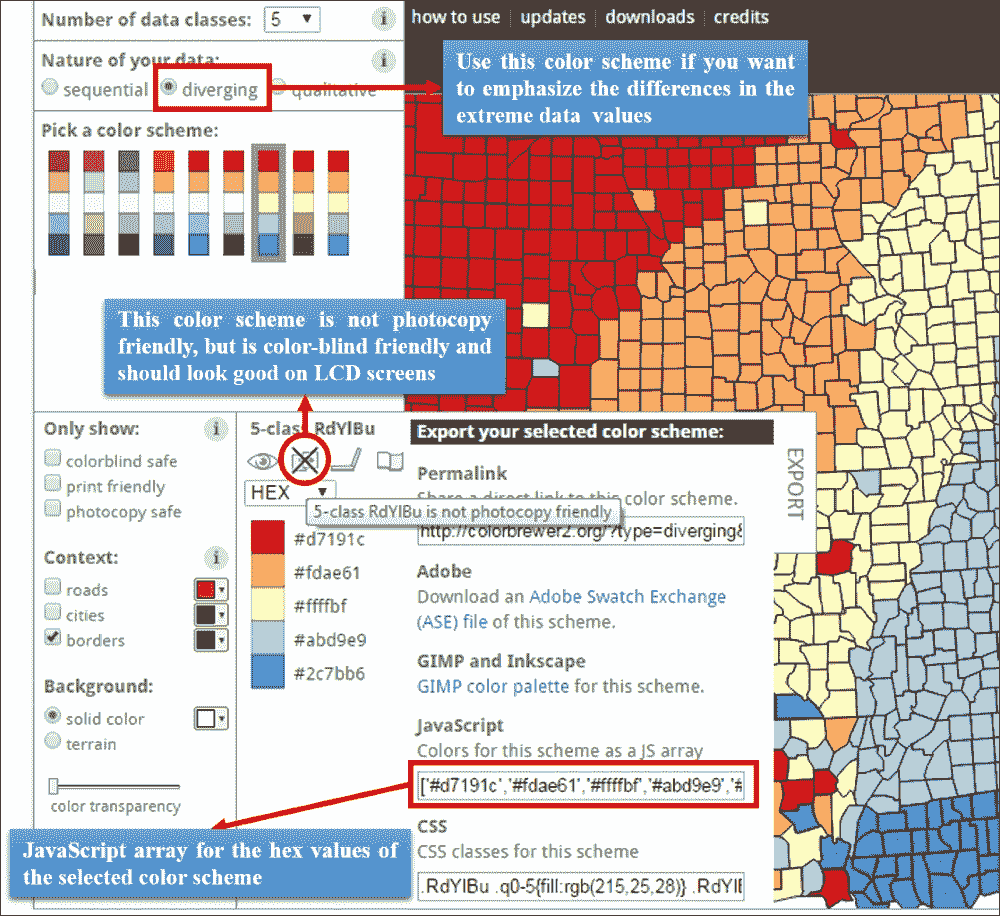 Number of data classes: 5
how to use updates downloads credits
Nature of your data:
sequential diverging qualitative
Use this color scheme if you want
to emphasize the differences in the
extreme data values
Pick a color scheme:
This color scheme is not photocopy
friendly, but is color-blind friendly and
should look good on LCD screens
Only show:
colorblind safe
print friendly
photocopy safe
Context:
roads
cities
borders
Background:
solid color
terrain
color transparency
5-class RdYlBu
HEX
5-class RdYlBu is not photocopy friendly
#d7191c
#fdae61
#ffffbf
#abd9e9
#2c7bb6
Export your selected color scheme:
EXPORT
Permalink
Share a direct link to this color scheme.
http://colorbrewer2.org/?type=diverging&
Adobe
Download an Adobe Swatch Exchange
(ASE) file of this scheme.
GIMP and Inkscape
GIMP color palette for this scheme.
JavaScript
Colors for this scheme as a JS array
['#d7191c','#fdae61','#ffffbf','#abd9e9','#
JavaScript array for the hex values of
the selected color scheme
CSS
CSS classes for this scheme
.RdYlBu .q0-5{fill:rgb(215,25,28)} .RdYlB